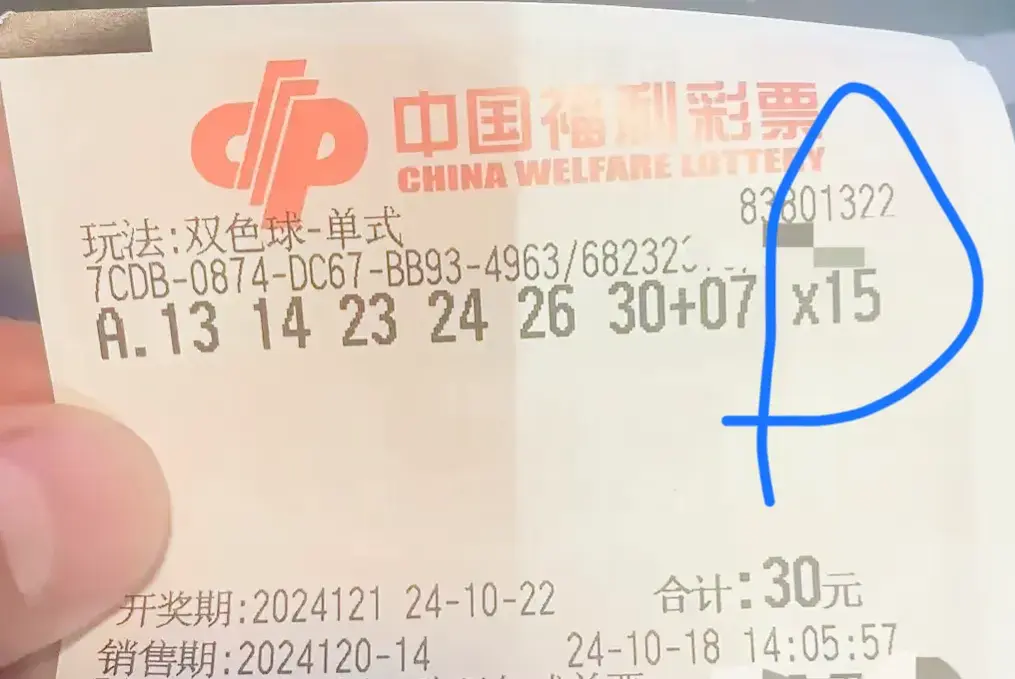 中国福利彩票
CHINA WELFARE LOTTERY
83801322
玩法:双色球-单式
7CDB-0874-DC67-BB93-4963/68232
A.13 14 23 24 26 30+07 x15
开奖期:2024121 24-10-22 合计:30元
销售期:2024120-14 24-10-18 14:05:57